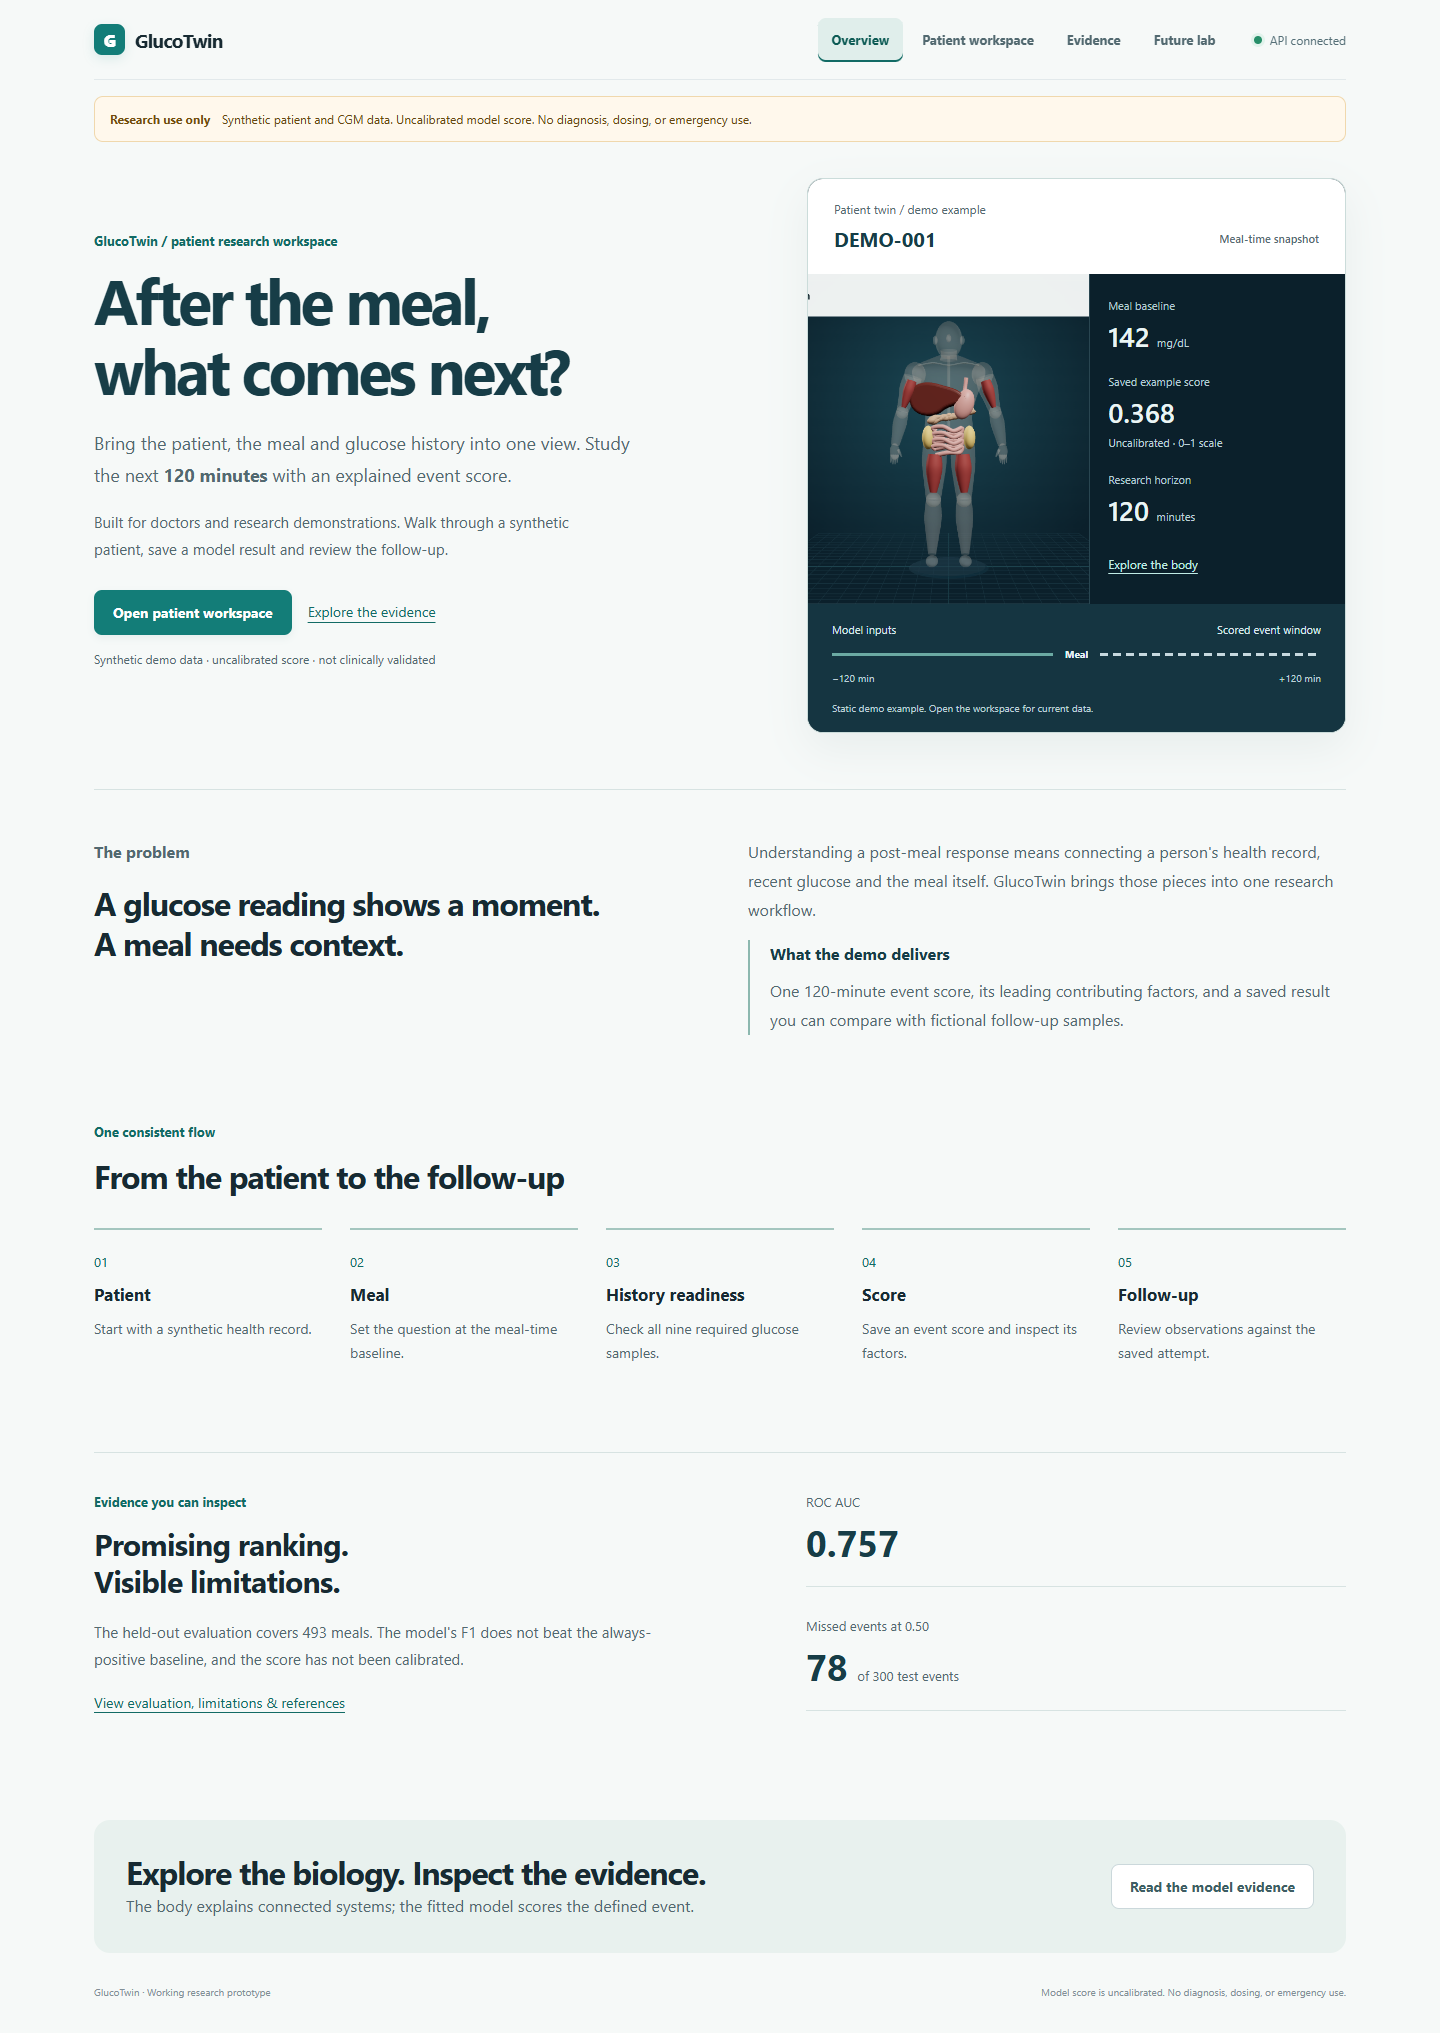 G GlucoTwin
Overview Patient workspace Evidence Future lab API connected
Research use only Synthetic patient and CGM data. Uncalibrated model score. No diagnosis, dosing, or emergency use.
GlucoTwin / patient research workspace
After the meal,
what comes next?
Bring the patient, the meal and glucose history into one view. Study
the next 120 minutes with an explained event score.
Built for doctors and research demonstrations. Walk through a synthetic
patient, save a model result and review the follow-up.
Open patient workspace Explore the evidence
Synthetic demo data · uncalibrated score · not clinically validated
Patient twin / demo example
DEMO-001
Meal-time snapshot
Meal baseline
142 mg/dL
Saved example score
0.368
Uncalibrated · 0–1 scale
Research horizon
120 minutes
Explore the body
Model inputs Scored event window
Meal
−120 min +120 min
Static demo example. Open the workspace for current data.
The problem
A glucose reading shows a moment.
A meal needs context.
Understanding a post-meal response means connecting a person's health record,
recent glucose and the meal itself. GlucoTwin brings those pieces into one research
workflow.
What the demo delivers
One 120-minute event score, its leading contributing factors, and a saved result
you can compare with fictional follow-up samples.
One consistent flow
From the patient to the follow-up
01
Patient
Start with a synthetic health record.
02
Meal
Set the question at the meal-time
baseline.
03
History readiness
Check all nine required glucose
samples.
04
Score
Save an event score and inspect its
factors.
05
Follow-up
Review observations against the
saved attempt.
Evidence you can inspect
Promising ranking.
Visible limitations.
The held-out evaluation covers 493 meals. The model's F1 does not beat the always-
positive baseline, and the score has not been calibrated.
View evaluation, limitations & references
ROC AUC
0.757
Missed events at 0.50
78 of 300 test events
Explore the biology. Inspect the evidence.
The body explains connected systems; the fitted model scores the defined event.
Read the model evidence
GlucoTwin · Working research prototype
Model score is uncalibrated. No diagnosis, dosing, or emergency use.